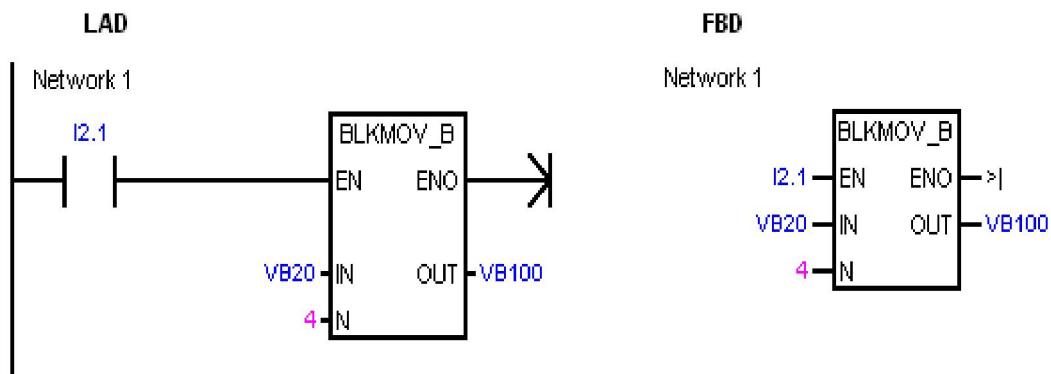 LAD
Network 1
I2.1
BLKMOV_B
EN ENO
VB20 IN OUT VB100
4 N
FBD
Network 1
BLKMOV_B
I2.1 EN ENO >|
VB20 IN OUT VB100
4 N